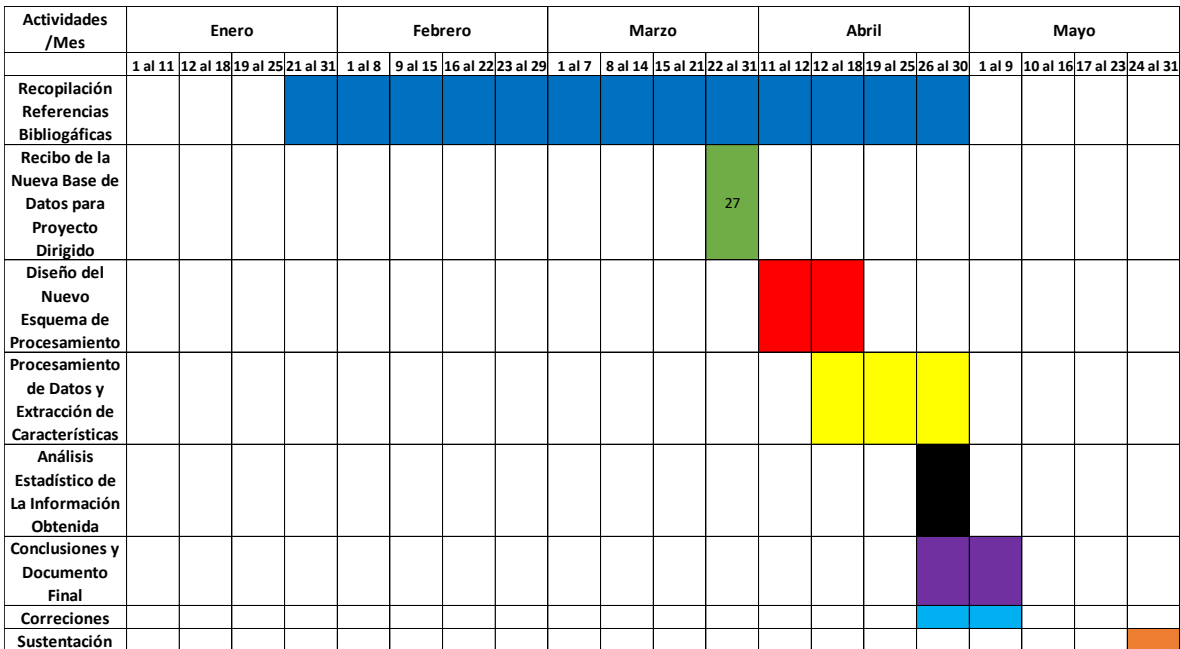 Actividades
/Mes
Enero Febrero Marzo Abril Mayo
1 al 11 12 al 18 19 al 25 21 al 31 1 al 8 9 al 15 16 al 22 23 al 29 1 al 7 8 al 14 15 al 21 22 al 31 11 al 12 12 al 18 19 al 25 26 al 30 1 al 9 10 al 16 17 al 23 24 al 31
Recopilación
Referencias
Bibliogáficas
Recibo de la
Nueva Base de
Datos para
Proyecto
Dirigido
27
Diseño del
Nuevo
Esquema de
Procesamiento
Procesamiento
de Datos y
Extracción de
Características
Análisis
Estadístico de
La Información
Obtenida
Conclusiones y
Documento
Final
Correciones
Sustentación